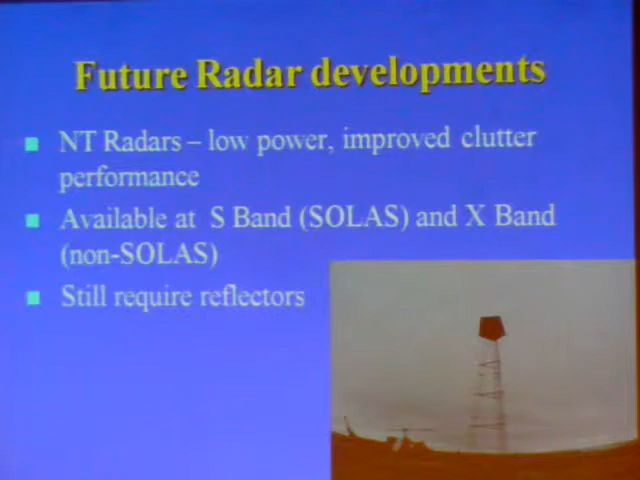 Future Radar developments
NT Radars – low power, improved clutter
performance
Available at S Band (SOLAS) and X Band
(non-SOLAS)
Still require reflectors